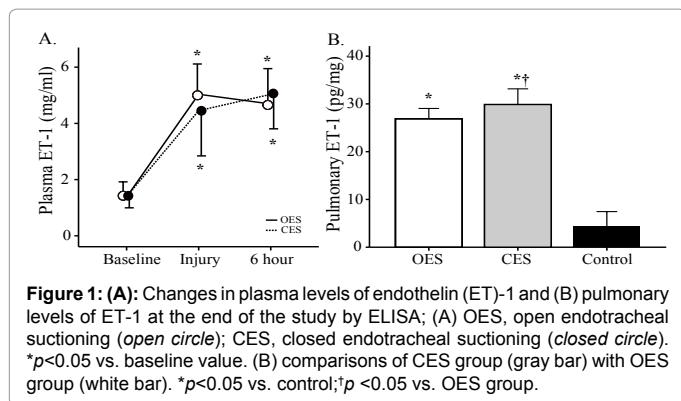 A.
Plasma ET-1 (mg/ml)
6
4
2
0
* *
* *
OES
CES
Baseline Injury 6 hour
B.
Pulmonary ET-1 (pg/mg)
40
30
20
10
0
* *†
OES CES Control
Figure 1: (A): Changes in plasma levels of endothelin (ET)-1 and (B) pulmonary
levels of ET-1 at the end of the study by ELISA; (A) OES, open endotracheal
suctioning (open circle); CES, closed endotracheal suctioning (closed circle).
*p<0.05 vs. baseline value. (B) comparisons of CES group (gray bar) with OES
group (white bar). *p<0.05 vs. control;†p <0.05 vs. OES group.